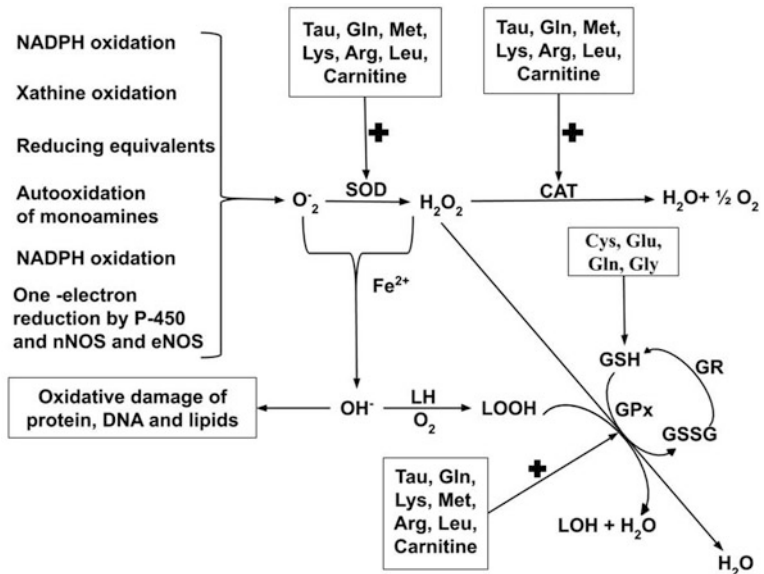 NADPH oxidation
Xathine oxidation
Reducing equivalents
Autooxidation
of monoamines
NADPH oxidation
One -electron
reduction by P-450
and nNOS and eNOS
Tau, Gln, Met,
Lys, Arg, Leu,
Carnitine
Tau, Gln, Met,
Lys, Arg, Leu,
Carnitine
O⁻₂
SOD
H₂O₂
CAT
H₂O+ ½ O₂
Fe²⁺
Cys, Glu,
Gln, Gly
GSH
GR
GPx
GSSG
Oxidative damage of
protein, DNA and lipids
OH⁻
LH
O₂
LOOH
Tau, Gln,
Lys, Met,
Arg, Leu,
Carnitine
LOH + H₂O
H₂O